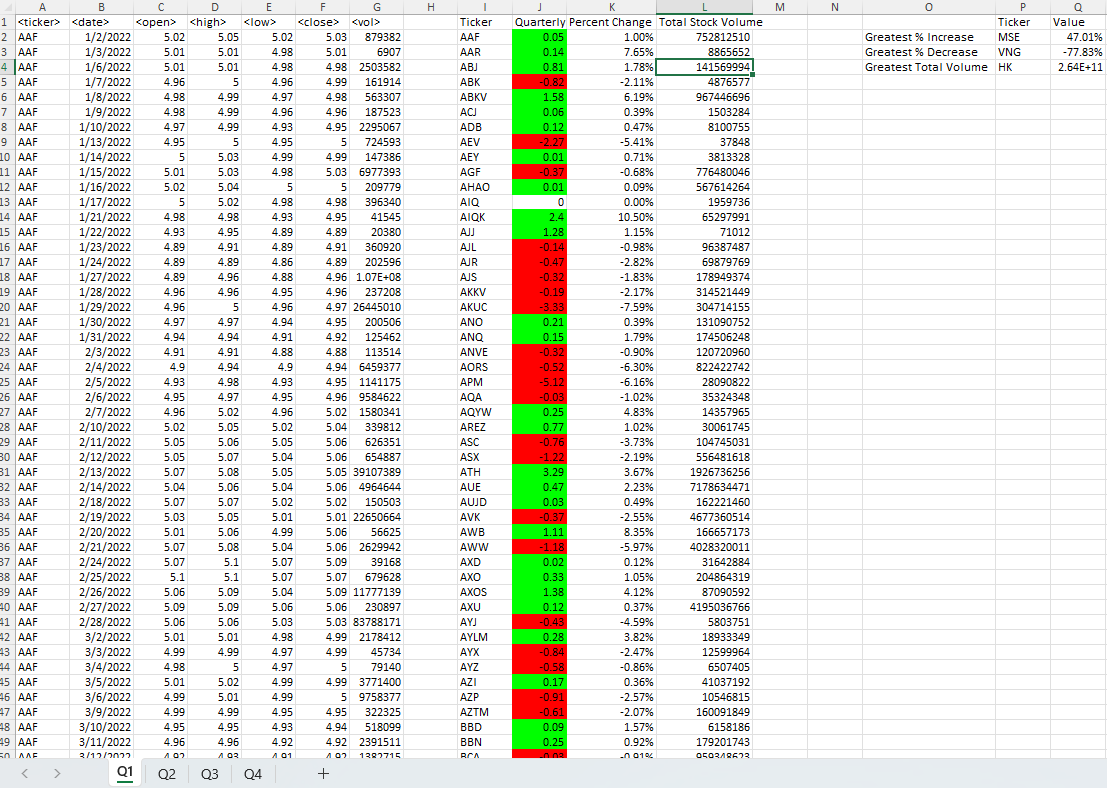 A B C D E F G H I J K L M N O P Q
1 <ticker> <date> <open> <high> <low> <close> <vol> Ticker Quarterly Percent Change Total Stock Volume Ticker Value
2 AAF 1/2/2022 5.02 5.05 5.02 5.03 879382 AAF 0.05 1.00% 752812510 Greatest % Increase MSE 47.01%
3 AAF 1/3/2022 5.01 5.01 4.98 5.01 6907 AAR 0.14 7.65% 8865652 Greatest % Decrease VNG -77.83%
4 AAF 1/6/2022 5.01 5.01 4.98 4.98 2503582 ABJ 0.81 1.78% 141569994 Greatest Total Volume HK 2.64E+11
5 AAF 1/7/2022 4.96 5 4.96 4.99 161914 ABK -0.82 -2.11% 4876577
6 AAF 1/8/2022 4.98 4.99 4.97 4.98 563307 ABKV 1.58 6.19% 967446696
7 AAF 1/9/2022 4.98 4.99 4.96 4.96 187523 ACJ 0.06 0.39% 1503284
8 AAF 1/10/2022 4.97 4.99 4.93 4.95 2295067 ADB 0.12 0.47% 8100755
9 AAF 1/13/2022 4.95 5 4.95 5 724593 AEV -2.27 -5.41% 37848
10 AAF 1/14/2022 5 5.03 4.99 4.99 147386 AEY 0.01 0.71% 3813328
11 AAF 1/15/2022 5.01 5.03 4.98 5.03 6977393 AGF -0.37 -0.68% 776480046
12 AAF 1/16/2022 5.02 5.04 5 5 209779 AHAO 0.01 0.09% 567614264
13 AAF 1/17/2022 5 5.02 4.98 4.98 396340 AIQ 0 0.00% 1959736
14 AAF 1/21/2022 4.98 4.98 4.93 4.95 41545 AIQK 2.4 10.50% 65297991
15 AAF 1/22/2022 4.93 4.95 4.89 4.89 20380 AJJ 1.28 1.15% 71012
16 AAF 1/23/2022 4.89 4.91 4.89 4.91 360920 AJL -0.14 -0.98% 96387487
17 AAF 1/24/2022 4.89 4.89 4.86 4.89 202596 AJR -0.47 -2.82% 69879769
18 AAF 1/27/2022 4.89 4.96 4.88 4.96 1.07E+08 AJS -0.32 -1.83% 178949374
19 AAF 1/28/2022 4.96 4.96 4.95 4.96 237208 AKKV -0.19 -2.17% 314521449
20 AAF 1/29/2022 4.96 5 4.96 4.97 26445010 AKUC -3.33 -7.59% 304714155
21 AAF 1/30/2022 4.97 4.97 4.94 4.95 200506 ANO 0.21 0.39% 131090752
22 AAF 1/31/2022 4.94 4.94 4.91 4.92 125462 ANQ 0.15 1.79% 174506248
23 AAF 2/3/2022 4.91 4.91 4.88 4.88 113514 ANVE -0.32 -0.90% 120720960
24 AAF 2/4/2022 4.9 4.94 4.9 4.94 6459377 AORS -0.52 -6.30% 822422742
25 AAF 2/5/2022 4.93 4.98 4.93 4.95 1141175 APM -5.12 -6.16% 28090822
26 AAF 2/6/2022 4.95 4.97 4.95 4.96 9584622 AQA -0.03 -1.02% 35324348
27 AAF 2/7/2022 4.96 5.02 4.96 5.02 1580341 AQYW 0.25 4.83% 14357965
28 AAF 2/10/2022 5.02 5.05 5.02 5.04 339812 AREZ 0.77 1.02% 30061745
29 AAF 2/11/2022 5.05 5.06 5.05 5.06 626351 ASC -0.76 -3.73% 104745031
30 AAF 2/12/2022 5.05 5.07 5.04 5.06 654887 ASX -1.22 -2.19% 556481618
31 AAF 2/13/2022 5.07 5.08 5.05 5.05 39107389 ATH 3.29 3.67% 1926736256
32 AAF 2/14/2022 5.04 5.06 5.04 5.06 4964644 AUE 0.47 2.23% 7178634471
33 AAF 2/18/2022 5.07 5.07 5.02 5.02 150503 AUJD 0.03 0.49% 162221460
34 AAF 2/19/2022 5.03 5.05 5.01 5.01 22650664 AVK -0.37 -2.55% 4677360514
35 AAF 2/20/2022 5.01 5.06 4.99 5.06 56625 AWB 1.11 8.35% 166657173
36 AAF 2/21/2022 5.07 5.08 5.04 5.06 2629942 AWW -1.18 -5.97% 4028320011
37 AAF 2/24/2022 5.07 5.1 5.07 5.09 39168 AXD 0.02 0.12% 31642884
38 AAF 2/25/2022 5.1 5.1 5.07 5.07 679628 AXO 0.33 1.05% 204864319
39 AAF 2/26/2022 5.06 5.09 5.04 5.09 11777139 AXOS 1.38 4.12% 87090592
40 AAF 2/27/2022 5.09 5.09 5.06 5.06 230897 AXU 0.12 0.37% 4195036766
41 AAF 2/28/2022 5.06 5.06 5.03 5.03 83788171 AYJ -0.43 -4.59% 5803751
42 AAF 3/2/2022 5.01 5.01 4.98 4.99 2178412 AYLM 0.28 3.82% 18933349
43 AAF 3/3/2022 4.99 4.99 4.97 4.99 45734 AYX -0.84 -2.47% 12599964
44 AAF 3/4/2022 4.98 5 4.97 5 79140 AYZ -0.58 -0.86% 6507405
45 AAF 3/5/2022 5.01 5.02 4.99 4.99 3771400 AZI 0.17 0.36% 41037192
46 AAF 3/6/2022 4.99 5.01 4.99 5 9758377 AZP -0.91 -2.57% 10546815
47 AAF 3/9/2022 4.99 4.99 4.95 4.95 322325 AZTM -0.61 -2.07% 160091849
48 AAF 3/10/2022 4.95 4.95 4.93 4.94 518099 BBD 0.09 1.57% 6158186
49 AAF 3/11/2022 4.96 4.96 4.92 4.92 2391511 BBN 0.25 0.92% 179201743
50 AAF 3/12/2022 4.92 4.93 4.91 4.92 1382715 BCA -0.03 -0.91% 959348623
Q1 Q2 Q3 Q4